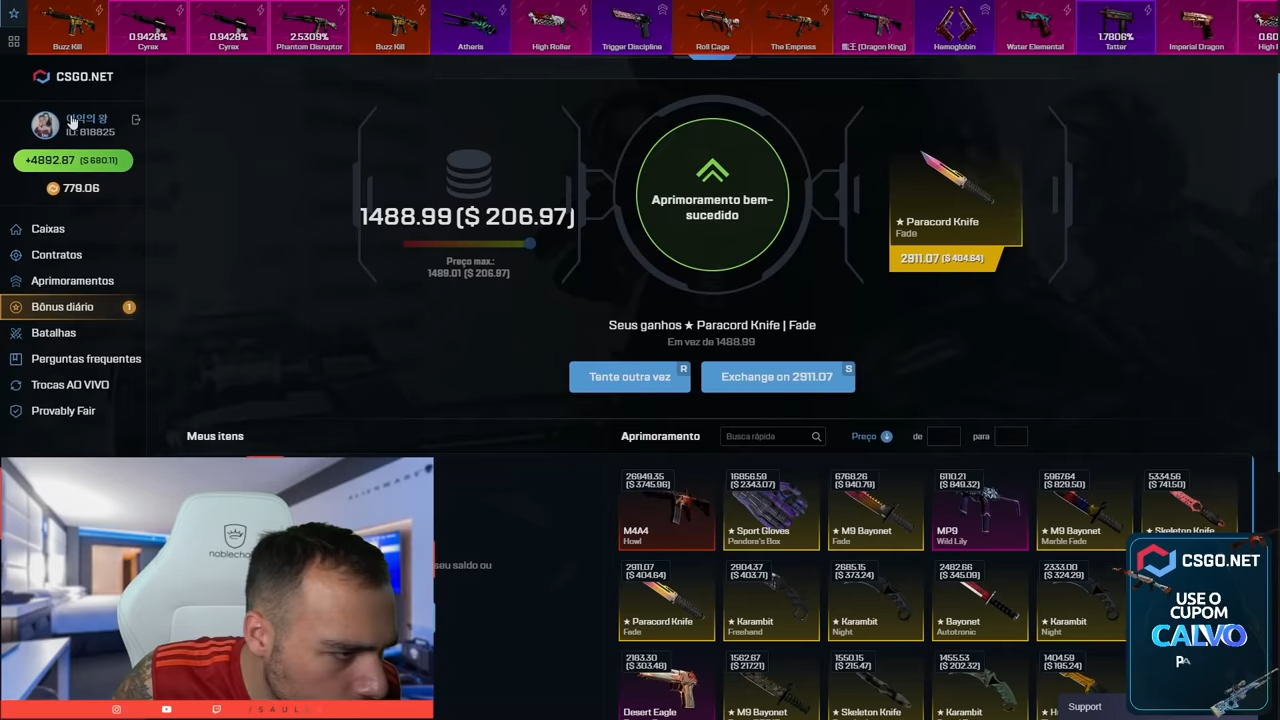 Buzz Kill
0.9428%
Cyrex
0.9428%
Cyrex
2.5309%
Phantom Disruptor
Buzz Kill
Atheris
High Roller
Trigger Discipline
Roll Cage
The Empress
龍王 (Dragon King)
Hemoglobin
Water Elemental
1.7806%
Tatter
Imperial Dragon
0.60
CSGO.NET
ID: 818825
+4892.87 ($ 680.11)
779.06
Caixas
Contratos
Aprimoramentos
Bônus diário
1
Batalhas
Perguntas frequentes
Trocas AO VIVO
Provably Fair
1488.99 ($ 206.97)
Preço max.:
1489.01 ($ 206.97)
Aprimoramento bem-
sucedido
★ Paracord Knife
Fade
2911.07 ($ 404.64)
Seus ganhos ★ Paracord Knife | Fade
Em vez de 1488.99
Tente outra vez
R
Exchange on 2911.07
S
Meus itens
Aprimoramento
Busca rápida
Preço
de
para
seu saldo ou
26949.35
($ 3745.96)
M4A4
Howl
16856.59
($ 2343.07)
★ Sport Gloves
Pandora's Box
6768.26
($ 940.79)
★ M9 Bayonet
Fade
6110.21
($ 849.32)
MP9
Wild Lily
5967.64
($ 829.50)
★ M9 Bayonet
Marble Fade
5334.56
($ 741.50)
★ Skeleton Knife
2911.07
($ 404.64)
★ Paracord Knife
Fade
2904.37
($ 403.71)
★ Karambit
Freehand
2685.15
($ 373.24)
★ Karambit
Night
2482.66
($ 345.09)
★ Bayonet
Autotronic
2333.00
($ 324.29)
★ Karambit
Night
2183.30
($ 303.48)
Desert Eagle
1562.67
($ 217.21)
★ M9 Bayonet
1550.15
($ 215.47)
★ Skeleton Knife
1455.53
($ 202.32)
★ Karambit
1404.59
($ 195.24)
CSGO.NET
USE O
CUPOM
CALVO
Support
noblecha
/ S A U L